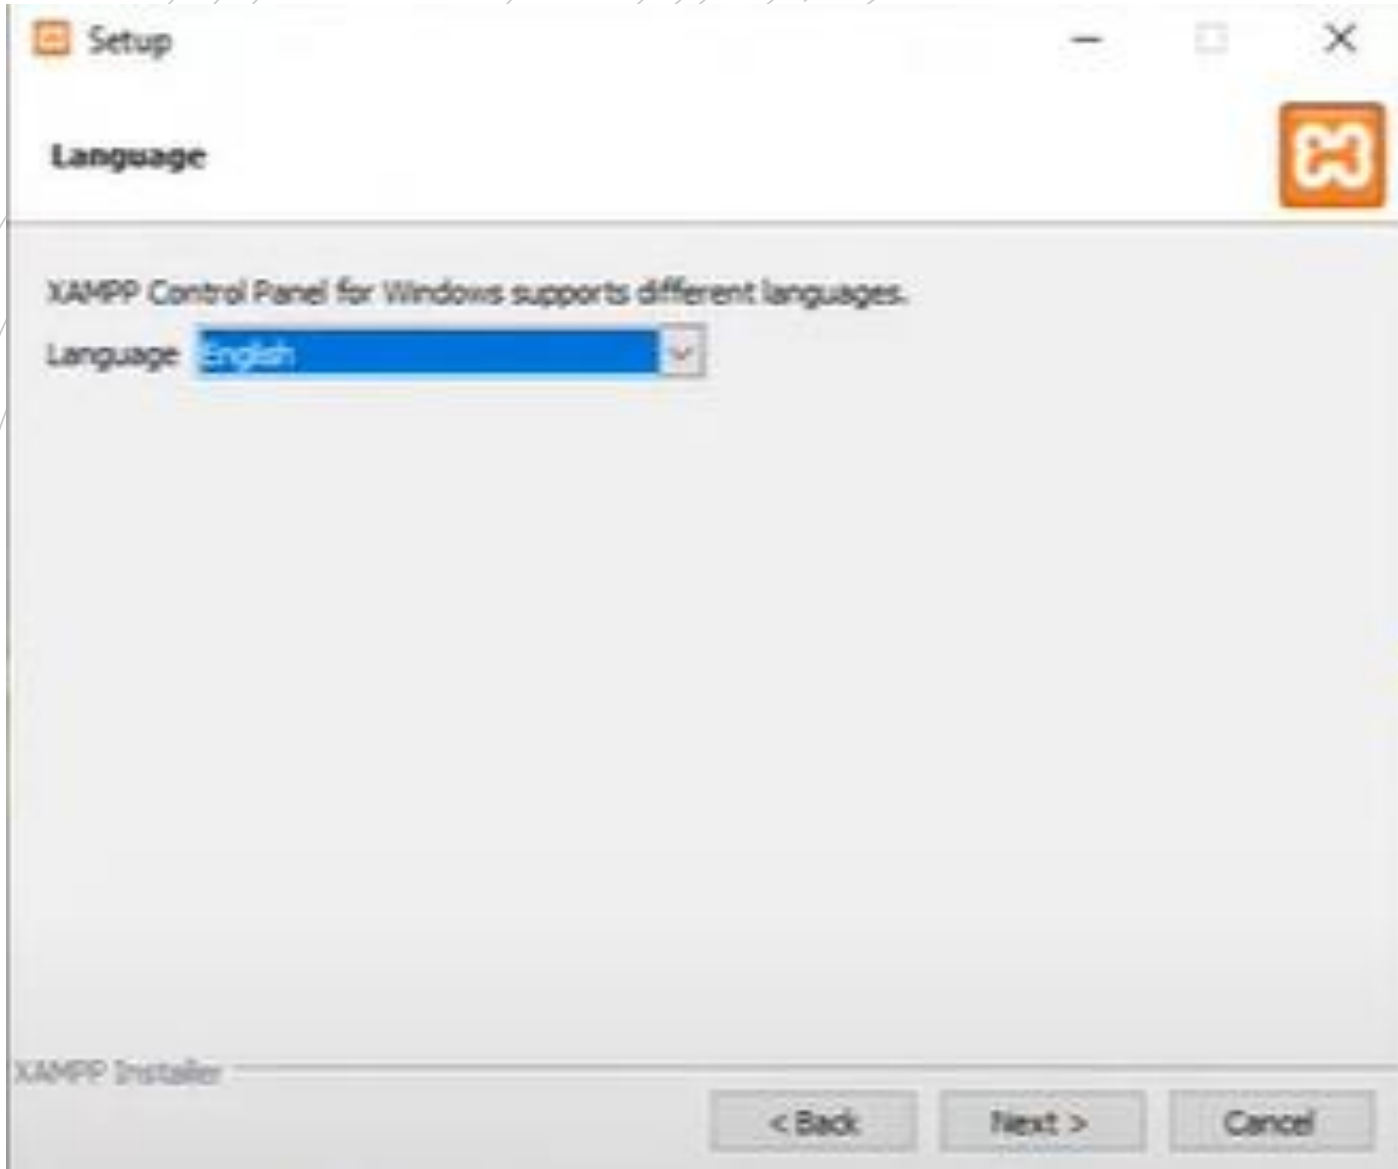 Setup
Language
XAMPP Control Panel for Windows supports different languages.
Language English
XAMPP Installer
< Back Next > Cancel